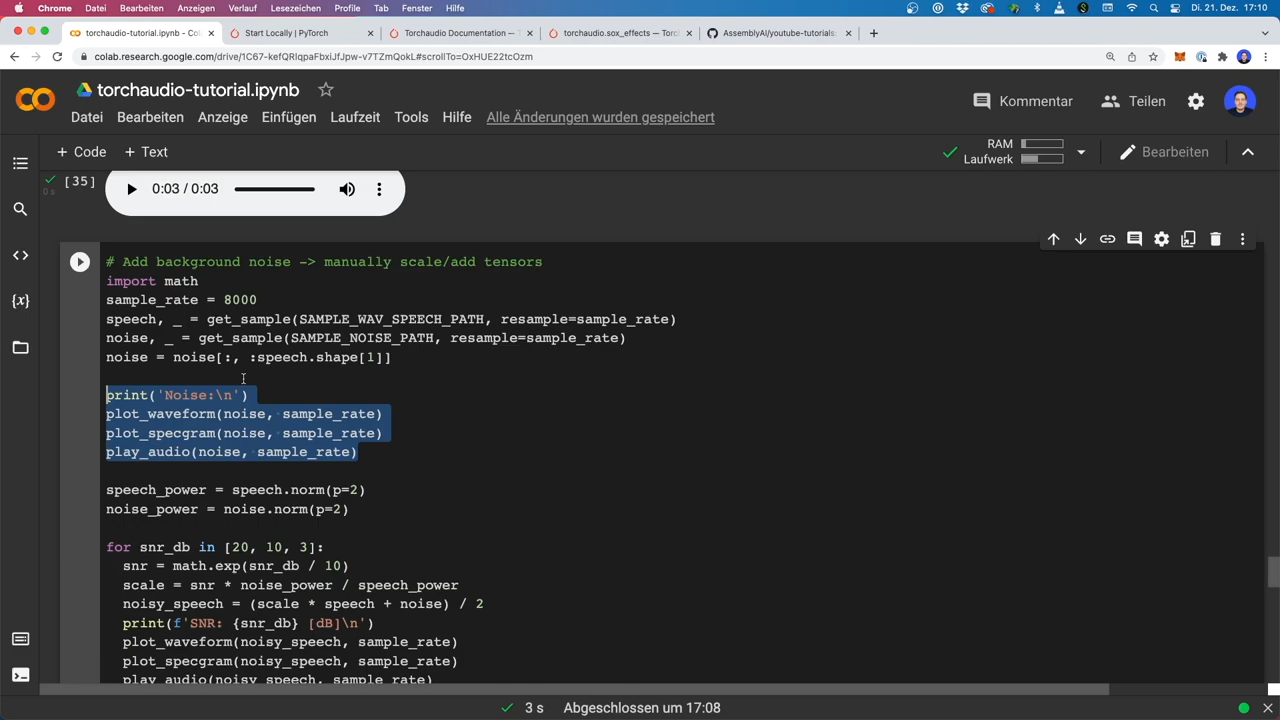 Chrome Datei Bearbeiten Anzeigen Verlauf Lesezeichen Profile Tab Fenster Hilfe Di. 21. Dez. 17:10
torchaudio-tutorial.ipynb - Co Start Locally | PyTorch Torchaudio Documentation — T torchaudio.sox_effects — Torc AssemblyAI/youtube-tutorials:
colab.research.google.com/drive/1C67-kefQRlqpaFbxiJfJpw-v7TZmQokL#scrollTo=OxHUE22tcOzm
torchaudio-tutorial.ipynb
Kommentar Teilen
Datei Bearbeiten Anzeige Einfügen Laufzeit Tools Hilfe Alle Änderungen wurden gespeichert
+ Code + Text
RAM
Laufwerk
Bearbeiten
[35]
0 s
0:03 / 0:03
# Add background noise -> manually scale/add tensors
import math
sample_rate = 8000
speech, _ = get_sample(SAMPLE_WAV_SPEECH_PATH, resample=sample_rate)
noise, _ = get_sample(SAMPLE_NOISE_PATH, resample=sample_rate)
noise = noise[:, :speech.shape[1]]
print('Noise:\n')
plot_waveform(noise, sample_rate)
plot_specgram(noise, sample_rate)
play_audio(noise, sample_rate)
speech_power = speech.norm(p=2)
noise_power = noise.norm(p=2)
for snr_db in [20, 10, 3]:
snr = math.exp(snr_db / 10)
scale = snr * noise_power / speech_power
noisy_speech = (scale * speech + noise) / 2
print(f'SNR: {snr_db} [dB]\n')
plot_waveform(noisy_speech, sample_rate)
plot_specgram(noisy_speech, sample_rate)
play_audio(noisy_speech, sample_rate)
3 s Abgeschlossen um 17:08